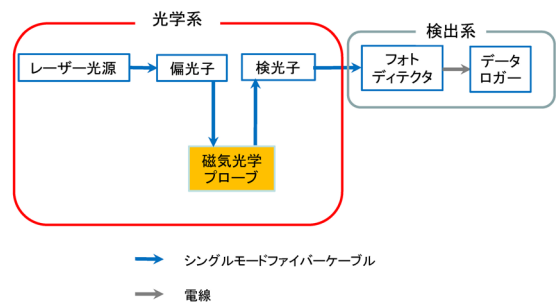 光学系
検出系
レーザー光源
偏光子
検光子
フォト
ディテクタ
データ
ロガー
磁気光学
プローブ
シングルモードファイバーケーブル
電線